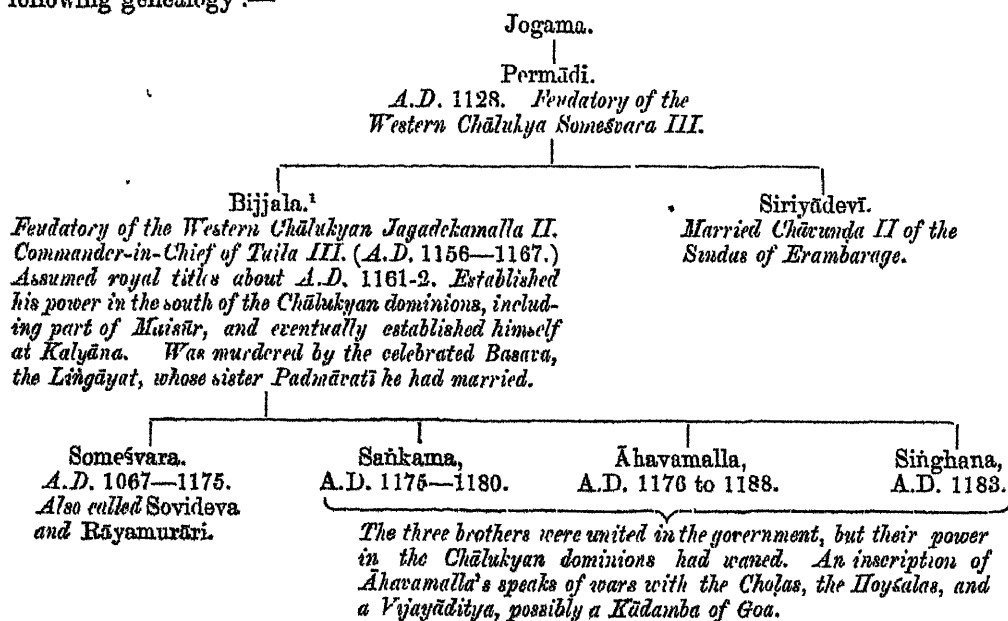 following genealogy :—
Jogama.
Permādi.
A.D. 1128. Feudatory of the
Western Chālukya Someśvara III.
Bijjala.¹
Feudatory of the Western Chālukyan Jagadekamalla II.
Commander-in-Chief of Taila III. (A.D. 1156—1167.)
Assumed royal titles about A.D. 1161-2. Established
his power in the south of the Chālukyan dominions, includ-
ing part of Maisūr, and eventually established himself
at Kalyāna. Was murdered by the celebrated Basava,
the Liṅgāyat, whose sister Padmāvatī he had married.
Siriyādevī.
Married Chāvuṇḍa II of the
Sindas of Erambarage.
Someśvara.
A.D. 1067—1175.
Also called Sovideva
and Rāyamurāri.
Saṅkama,
A.D. 1175—1180.
Āhavamalla,
A.D. 1176 to 1188.
Siṅghana,
A.D. 1183.
The three brothers were united in the government, but their power
in the Chālukyan dominions had waned. An inscription of
Āhavamalla's speaks of wars with the Choḷas, the Hoyśalas, and
a Vijayāditya, possibly a Kādamba of Goa.